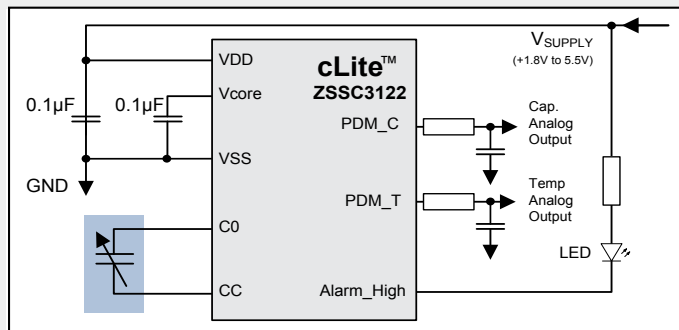 VDD
Vcore
VSS
C0
CC
cLite™
ZSSC3122
PDM_C
PDM_T
Alarm_High
0.1µF
0.1µF
GND
VSUPPLY
(+1.8V to 5.5V)
Cap.
Analog
Output
Temp
Analog
Output
LED